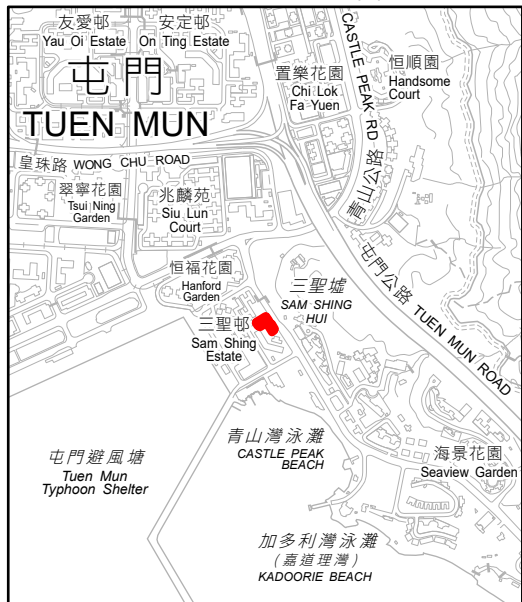 友愛邨
Yau Oi Estate
安定邨
On Ting Estate
屯門
TUEN MUN
置樂花園
Chi Lok
Fa Yuen
CASTLE PEAK RD
青山公路
恒順園
Handsome
Court
皇珠路 WONG CHU ROAD
翠寧花園
Tsui Ning
Garden
兆麟苑
Siu Lun
Court
恒福花園
Hanford
Garden
三聖墟
SAM SHING
HUI
屯門公路 TUEN MUN ROAD
三聖邨
Sam Shing
Estate
青山灣泳灘
CASTLE PEAK
BEACH
海景花園
Seaview Garden
屯門避風塘
Tuen Mun
Typhoon Shelter
加多利灣泳灘
(嘉道理灣)
KADOORIE BEACH